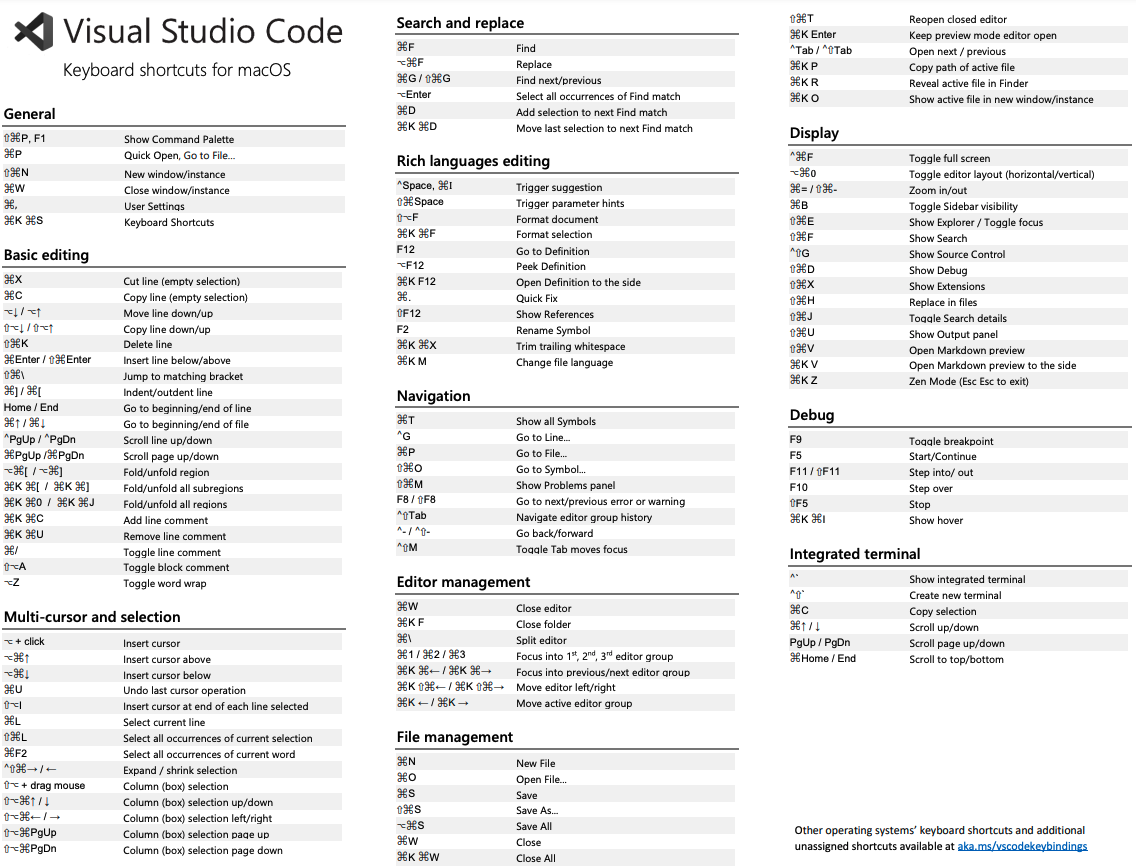 Visual Studio Code
Keyboard shortcuts for macOS
General
⇧⌘P, F1 Show Command Palette
⌘P Quick Open, Go to File…
⇧⌘N New window/instance
⌘W Close window/instance
⌘, User Settings
⌘K ⌘S Keyboard Shortcuts
Basic editing
⌘X Cut line (empty selection)
⌘C Copy line (empty selection)
⌥↓ / ⌥↑ Move line down/up
⇧⌥↓ / ⇧⌥↑ Copy line down/up
⇧⌘K Delete line
⌘Enter / ⇧⌘Enter Insert line below/above
⇧⌘\ Jump to matching bracket
⌘] / ⌘[ Indent/outdent line
Home / End Go to beginning/end of line
⌘↑ / ⌘↓ Go to beginning/end of file
⌃PgUp / ⌃PgDn Scroll line up/down
⌘PgUp /⌘PgDn Scroll page up/down
⌥⌘[ / ⌥⌘] Fold/unfold region
⌘K ⌘[ / ⌘K ⌘] Fold/unfold all subregions
⌘K ⌘0 / ⌘K ⌘J Fold/unfold all regions
⌘K ⌘C Add line comment
⌘K ⌘U Remove line comment
⌘/ Toggle line comment
⇧⌥A Toggle block comment
⌥Z Toggle word wrap
Multi-cursor and selection
⌥ + click Insert cursor
⌥⌘↑ Insert cursor above
⌥⌘↓ Insert cursor below
⌘U Undo last cursor operation
⇧⌥I Insert cursor at end of each line selected
⌘L Select current line
⇧⌘L Select all occurrences of current selection
⌘F2 Select all occurrences of current word
⌃⇧⌘→ / ← Expand / shrink selection
⇧⌥ + drag mouse Column (box) selection
⇧⌥⌘↑ / ↓ Column (box) selection up/down
⇧⌥⌘← / → Column (box) selection left/right
⇧⌥⌘PgUp Column (box) selection page up
⇧⌥⌘PgDn Column (box) selection page down
Search and replace
⌘F Find
⌥⌘F Replace
⌘G / ⇧⌘G Find next/previous
⌥Enter Select all occurrences of Find match
⌘D Add selection to next Find match
⌘K ⌘D Move last selection to next Find match
Rich languages editing
⌃Space, ⌘I Trigger suggestion
⇧⌘Space Trigger parameter hints
⇧⌥F Format document
⌘K ⌘F Format selection
F12 Go to Definition
⌥F12 Peek Definition
⌘K F12 Open Definition to the side
⌘. Quick Fix
⇧F12 Show References
F2 Rename Symbol
⌘K ⌘X Trim trailing whitespace
⌘K M Change file language
Navigation
⌘T Show all Symbols
⌃G Go to Line…
⌘P Go to File…
⇧⌘O Go to Symbol…
⇧⌘M Show Problems panel
F8 / ⇧F8 Go to next/previous error or warning
⌃⇧Tab Navigate editor group history
⌃- / ⌃⇧- Go back/forward
⌃⇧M Toggle Tab moves focus
Editor management
⌘W Close editor
⌘K F Close folder
⌘\ Split editor
⌘1 / ⌘2 / ⌘3 Focus into 1st, 2nd, 3rd editor group
⌘K ⌘← / ⌘K ⌘→ Focus into previous/next editor group
⌘K ⇧⌘← / ⌘K ⇧⌘→ Move editor left/right
⌘K ← / ⌘K → Move active editor group
File management
⌘N New File
⌘O Open File…
⌘S Save
⇧⌘S Save As…
⌥⌘S Save All
⌘W Close
⌘K ⌘W Close All
⇧⌘T Reopen closed editor
⌘K Enter Keep preview mode editor open
⌃Tab / ⌃⇧Tab Open next / previous
⌘K P Copy path of active file
⌘K R Reveal active file in Finder
⌘K O Show active file in new window/instance
Display
⌃⌘F Toggle full screen
⌥⌘0 Toggle editor layout (horizontal/vertical)
⌘= / ⇧⌘- Zoom in/out
⌘B Toggle Sidebar visibility
⇧⌘E Show Explorer / Toggle focus
⇧⌘F Show Search
⌃⇧G Show Source Control
⇧⌘D Show Debug
⇧⌘X Show Extensions
⇧⌘H Replace in files
⇧⌘J Toggle Search details
⇧⌘U Show Output panel
⇧⌘V Open Markdown preview
⌘K V Open Markdown preview to the side
⌘K Z Zen Mode (Esc Esc to exit)
Debug
F9 Toggle breakpoint
F5 Start/Continue
F11 / ⇧F11 Step into/ out
F10 Step over
⇧F5 Stop
⌘K ⌘I Show hover
Integrated terminal
⌃` Show integrated terminal
⌃⇧` Create new terminal
⌘C Copy selection
⌘↑ / ↓ Scroll up/down
PgUp / PgDn Scroll page up/down
⌘Home / End Scroll to top/bottom
Other operating systems’ keyboard shortcuts and additional
unassigned shortcuts available at aka.ms/vscodekeybindings